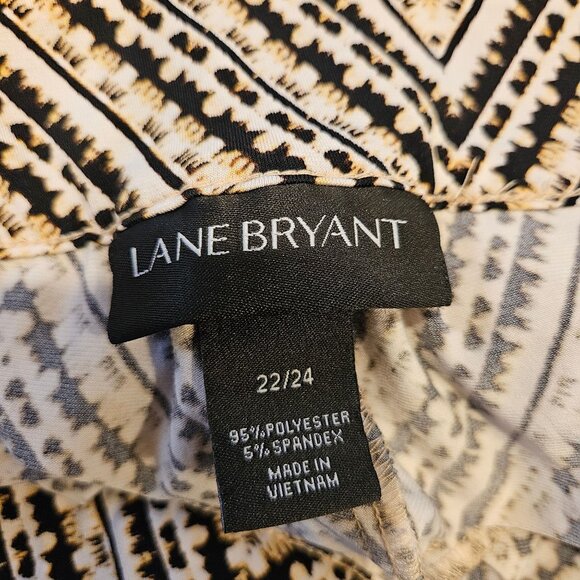 LANE BRYANT
22/24
95% POLYESTER
5% SPANDEX
MADE IN
VIETNAM